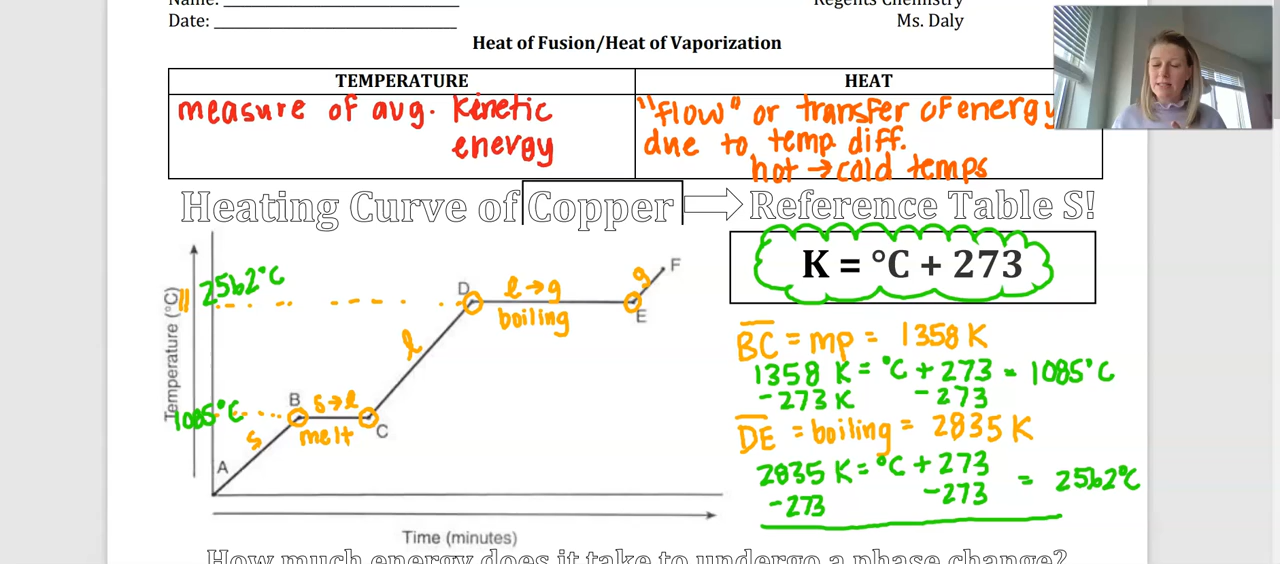 Name: ____________________
Regents Chemistry
Date: ____________________
Ms. Daly
Heat of Fusion/Heat of Vaporization
TEMPERATURE
HEAT
measure of avg. kinetic
energy
"flow" or transfer of energy
due to temp. diff.
hot → cold temps
Heating Curve of Copper → Reference Table S!
K = °C + 273
Temperature (°C)
2562°C
1085°C
A
s
B
s→l
melt
C
l
D
l→g
boiling
E
g
F
Time (minutes)
BC = mp = 1358 K
1358 K = °C + 273 = 1085°C
-273 K -273
DE = boiling = 2835 K
2835 K = °C + 273
= 2562°C
-273 -273
How much energy does it take to undergo a phase change?